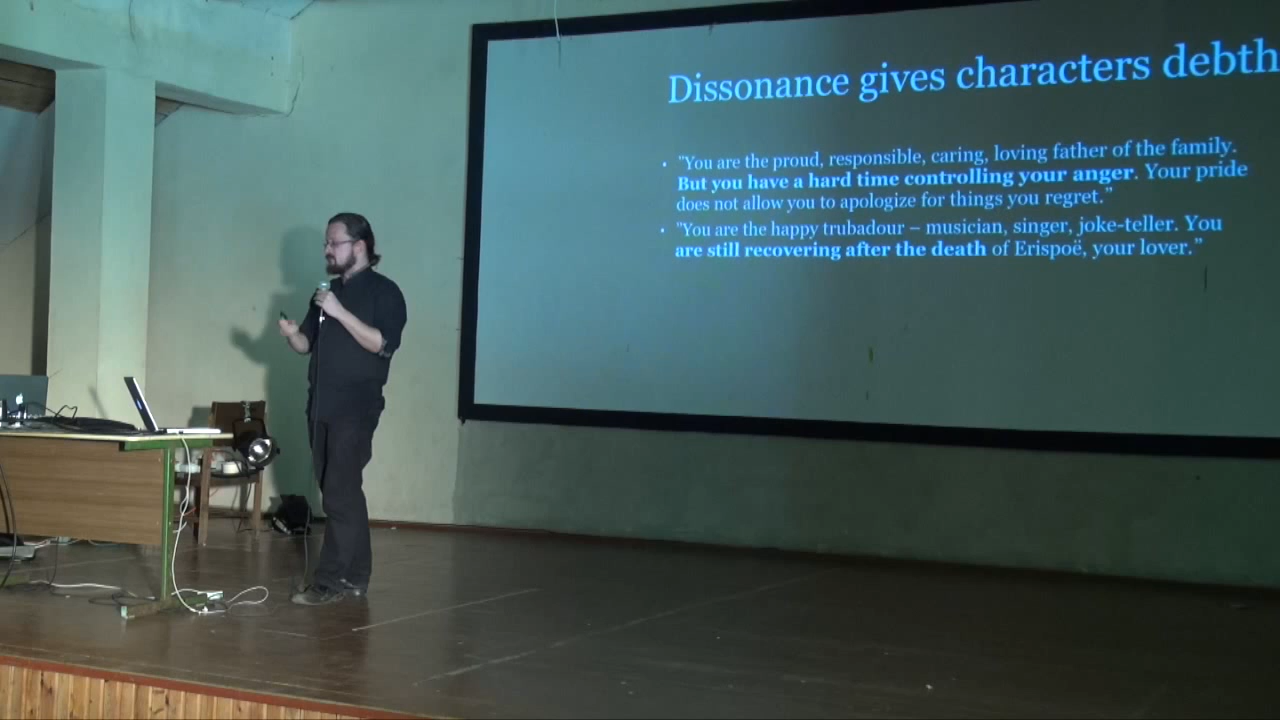 Dissonance gives characters debth
• "You are the proud, responsible, caring, loving father of the family.
But you have a hard time controlling your anger. Your pride
does not allow you to apologize for things you regret."
• "You are the happy trubadour – musician, singer, joke-teller. You
are still recovering after the death of Erispoë, your lover."